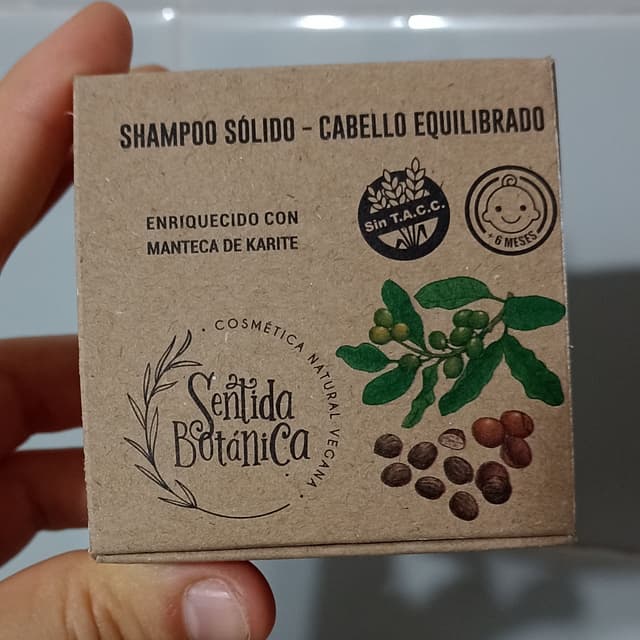 SHAMPOO SÓLIDO - CABELLO EQUILIBRADO
ENRIQUECIDO CON
MANTECA DE KARITE
Sin T.A.C.C.
+ 6 MESES
· COSMÉTICA NATURAL VEGANA ·
Sentida
Botánica